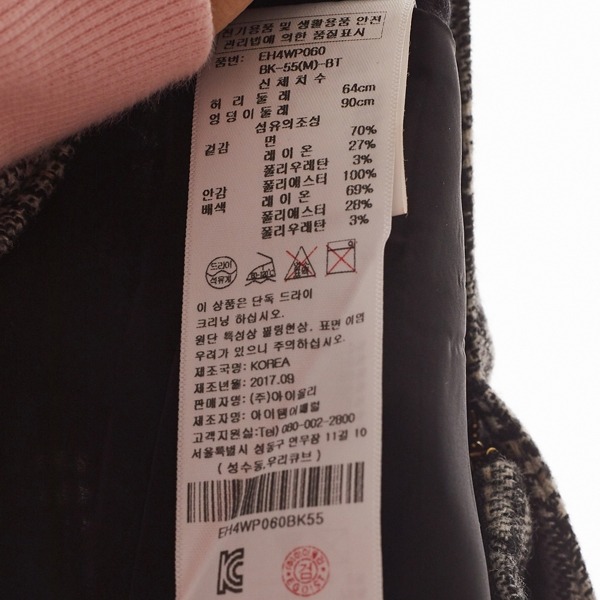 전기용품 및 생활용품 안전
관리법에 의한 품질표시
품번: EH4WP060
BK-55(M)-BT
신체치수
허리둘레 64cm
엉덩이둘레 90cm
섬유의조성
겉감 면 70%
레이온 27%
폴리우레탄 3%
안감 폴리에스터 100%
배색 레이온 69%
폴리에스터 28%
폴리우레탄 3%
드라이
석유계
이 상품은 단독 드라이
크리닝 하십시오.
원단 특성상 필링현상, 표면 이염
우려가 있으니 주의하십시오.
제조국명: KOREA
제조년월: 2017.09
판매자명: (주)아이올리
제조자명: 아이템어패럴
고객지원실:Tel) 080-002-2800
서울특별시 성동구 연무장 11길 10
(성수동,우리큐브)
EH4WP060BK55
EGOIST